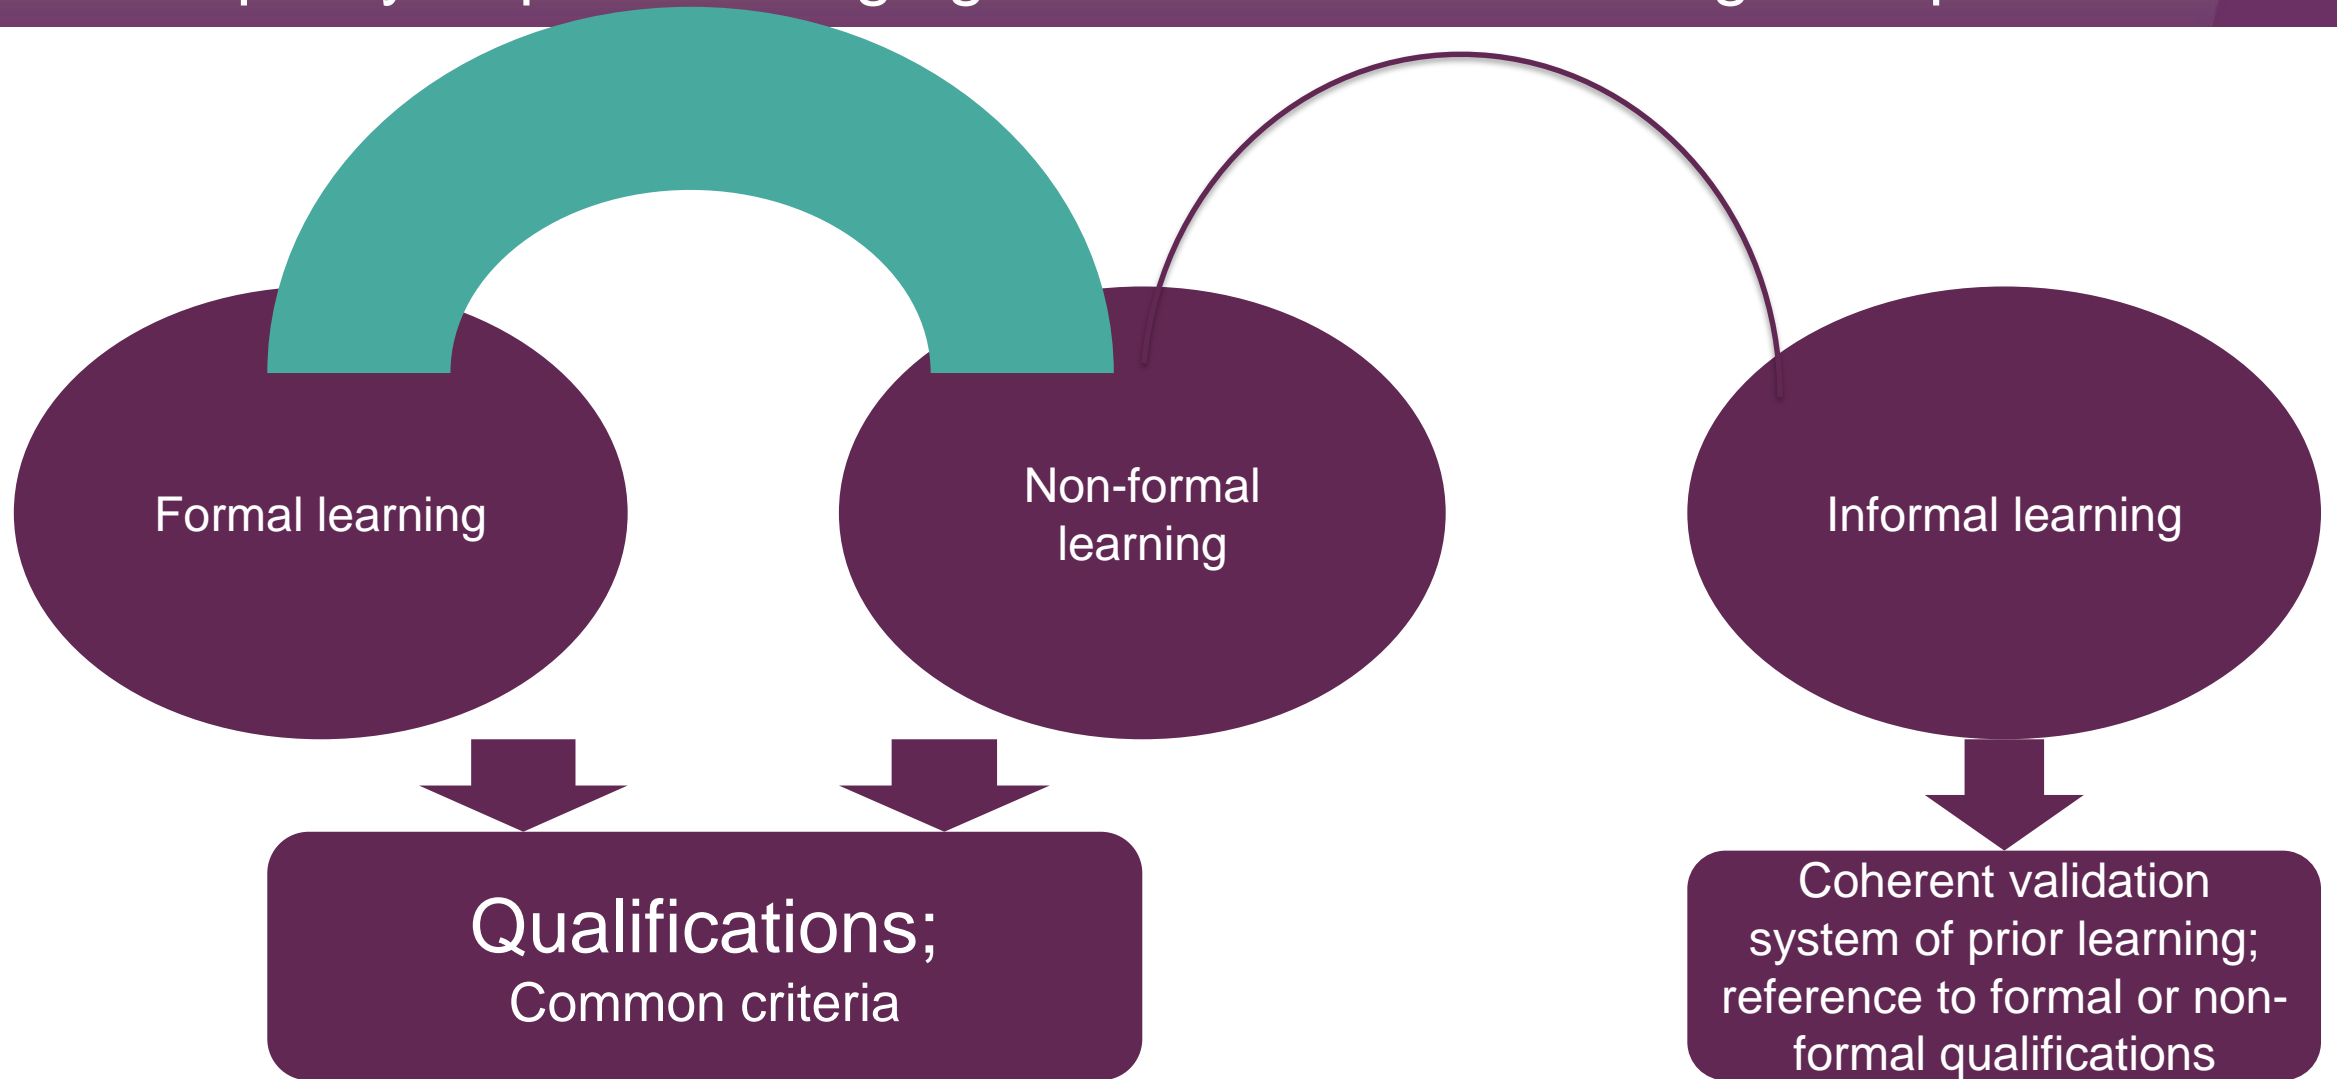 Formal learning
Non-formal
learning
Informal learning
Qualifications;
Common criteria
Coherent validation
system of prior learning;
reference to formal or non-
formal qualifications